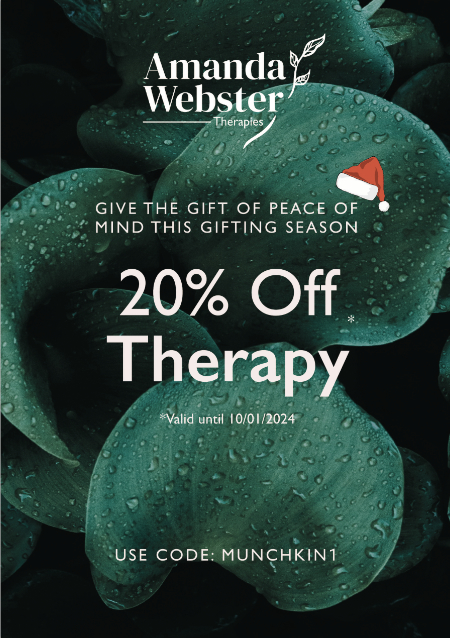 Amanda
Webster
Therapies
GIVE THE GIFT OF PEACE OF
MIND THIS GIFTING SEASON
20% Off
*
Therapy
*Valid until 10/01/2024
USE CODE: MUNCHKIN1